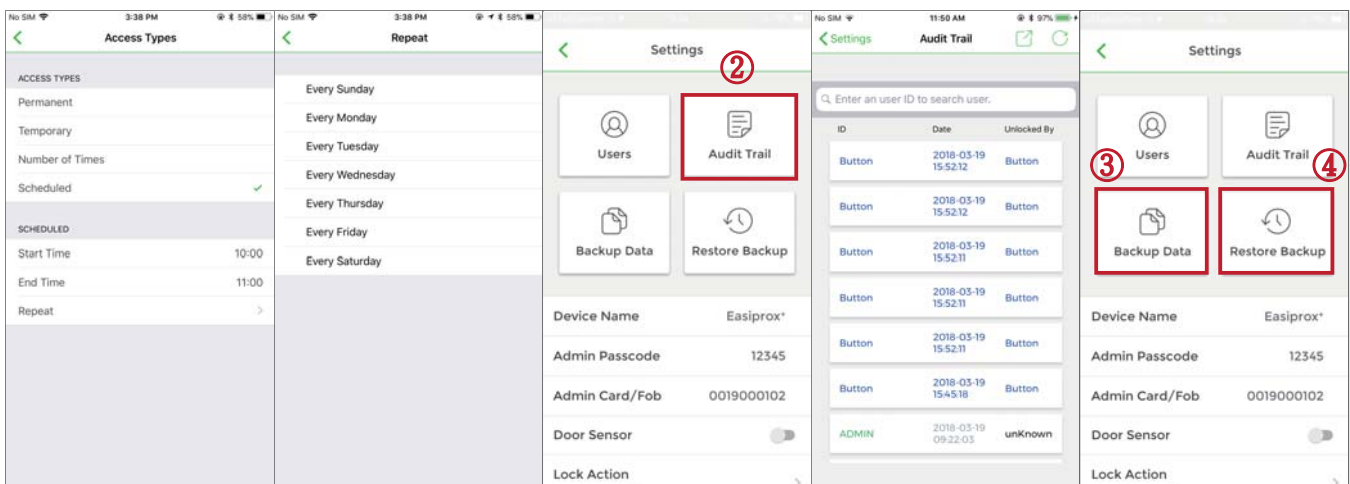 No SIM 3:38 PM 58%
Access Types
ACCESS TYPES
Permanent
Temporary
Number of Times
Scheduled
SCHEDULED
Start Time 10:00
End Time 11:00
Repeat
No SIM 3:38 PM 58%
Repeat
Every Sunday
Every Monday
Every Tuesday
Every Wednesday
Every Thursday
Every Friday
Every Saturday
Settings
②
Users Audit Trail
Backup Data Restore Backup
Device Name Easiprox+
Admin Passcode 12345
Admin Card/Fob 0019000102
Door Sensor
Lock Action
No SIM 11:50 AM 97%
Settings Audit Trail
Enter an user ID to search user.
ID Date Unlocked By
Button 2018-03-19 Button
15:52:12
Button 2018-03-19 Button
15:52:12
Button 2018-03-19 Button
15:52:11
Button 2018-03-19 Button
15:52:11
Button 2018-03-19 Button
15:52:11
Button 2018-03-19 Button
15:45:18
ADMIN 2018-03-19 unKnown
09:22:03
Settings
Users Audit Trail
③ ④
Backup Data Restore Backup
Device Name Easiprox+
Admin Passcode 12345
Admin Card/Fob 0019000102
Door Sensor
Lock Action